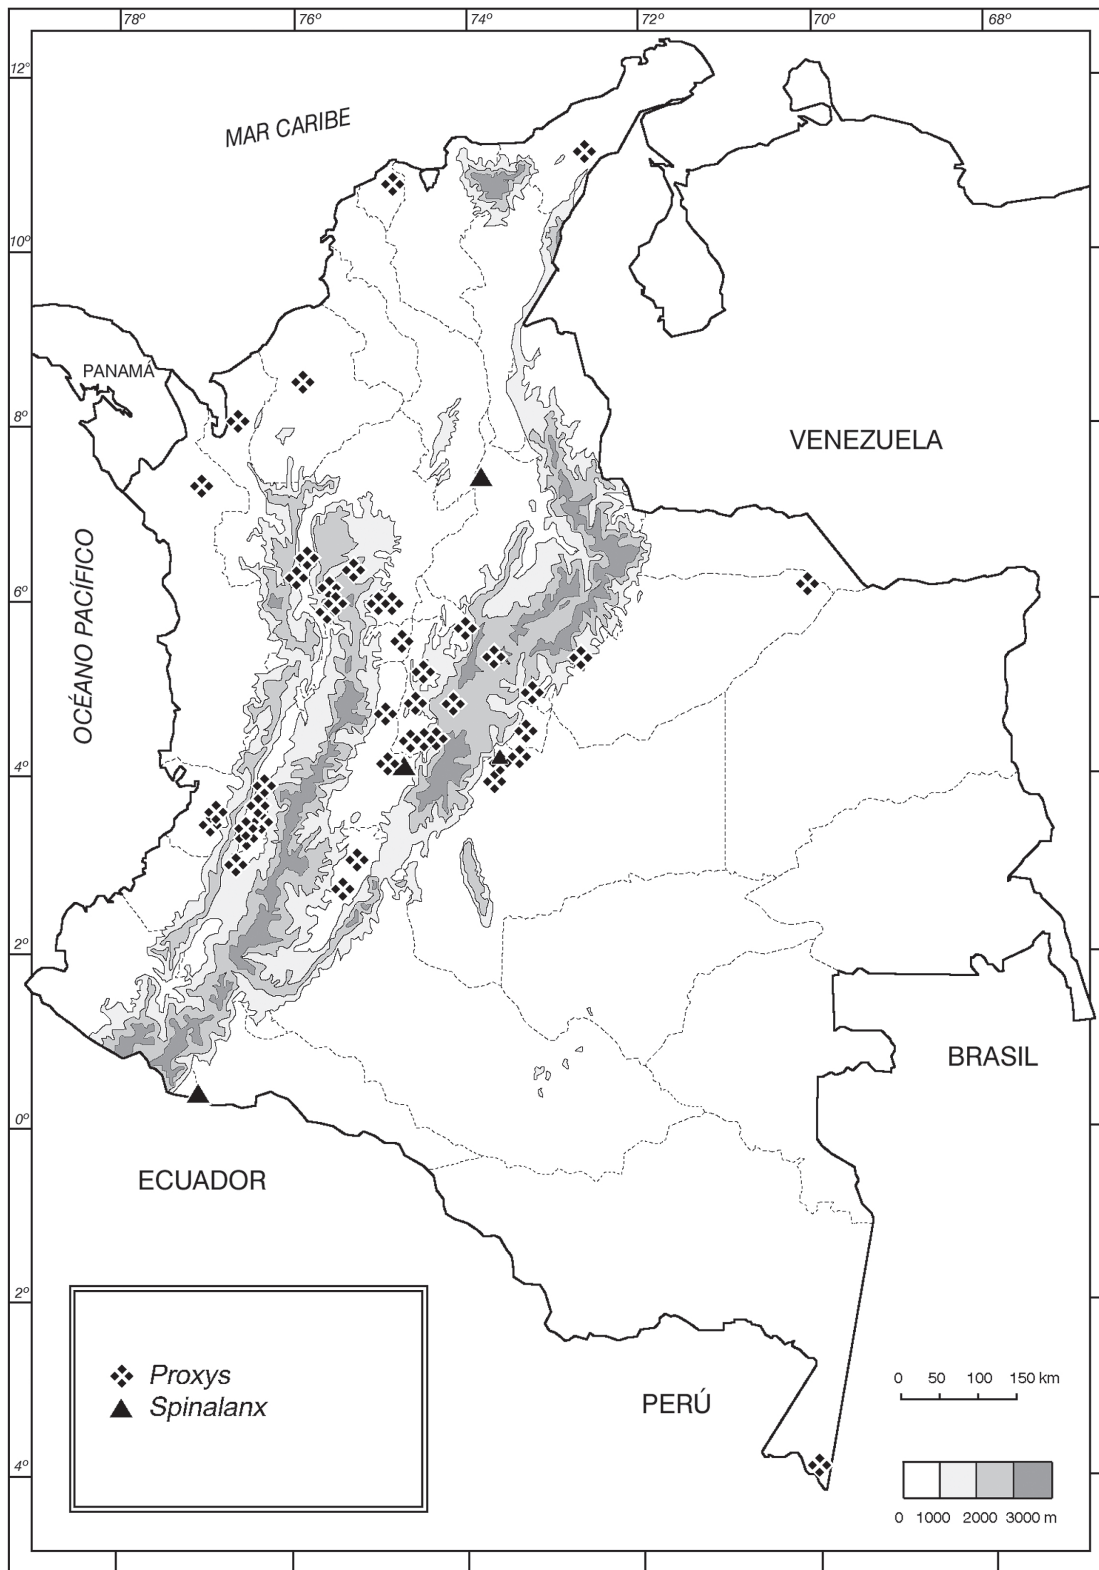 78º 76º 74º 72º 70º 68º
12º
MAR CARIBE
10º
PANAMÁ
8º
VENEZUELA
OCÉANO PACÍFICO
6º
4º
2º
BRASIL
0º
ECUADOR
2º
Proxys
Spinalanx
PERÚ
0 50 100 150 km
4º
0 1000 2000 3000 m